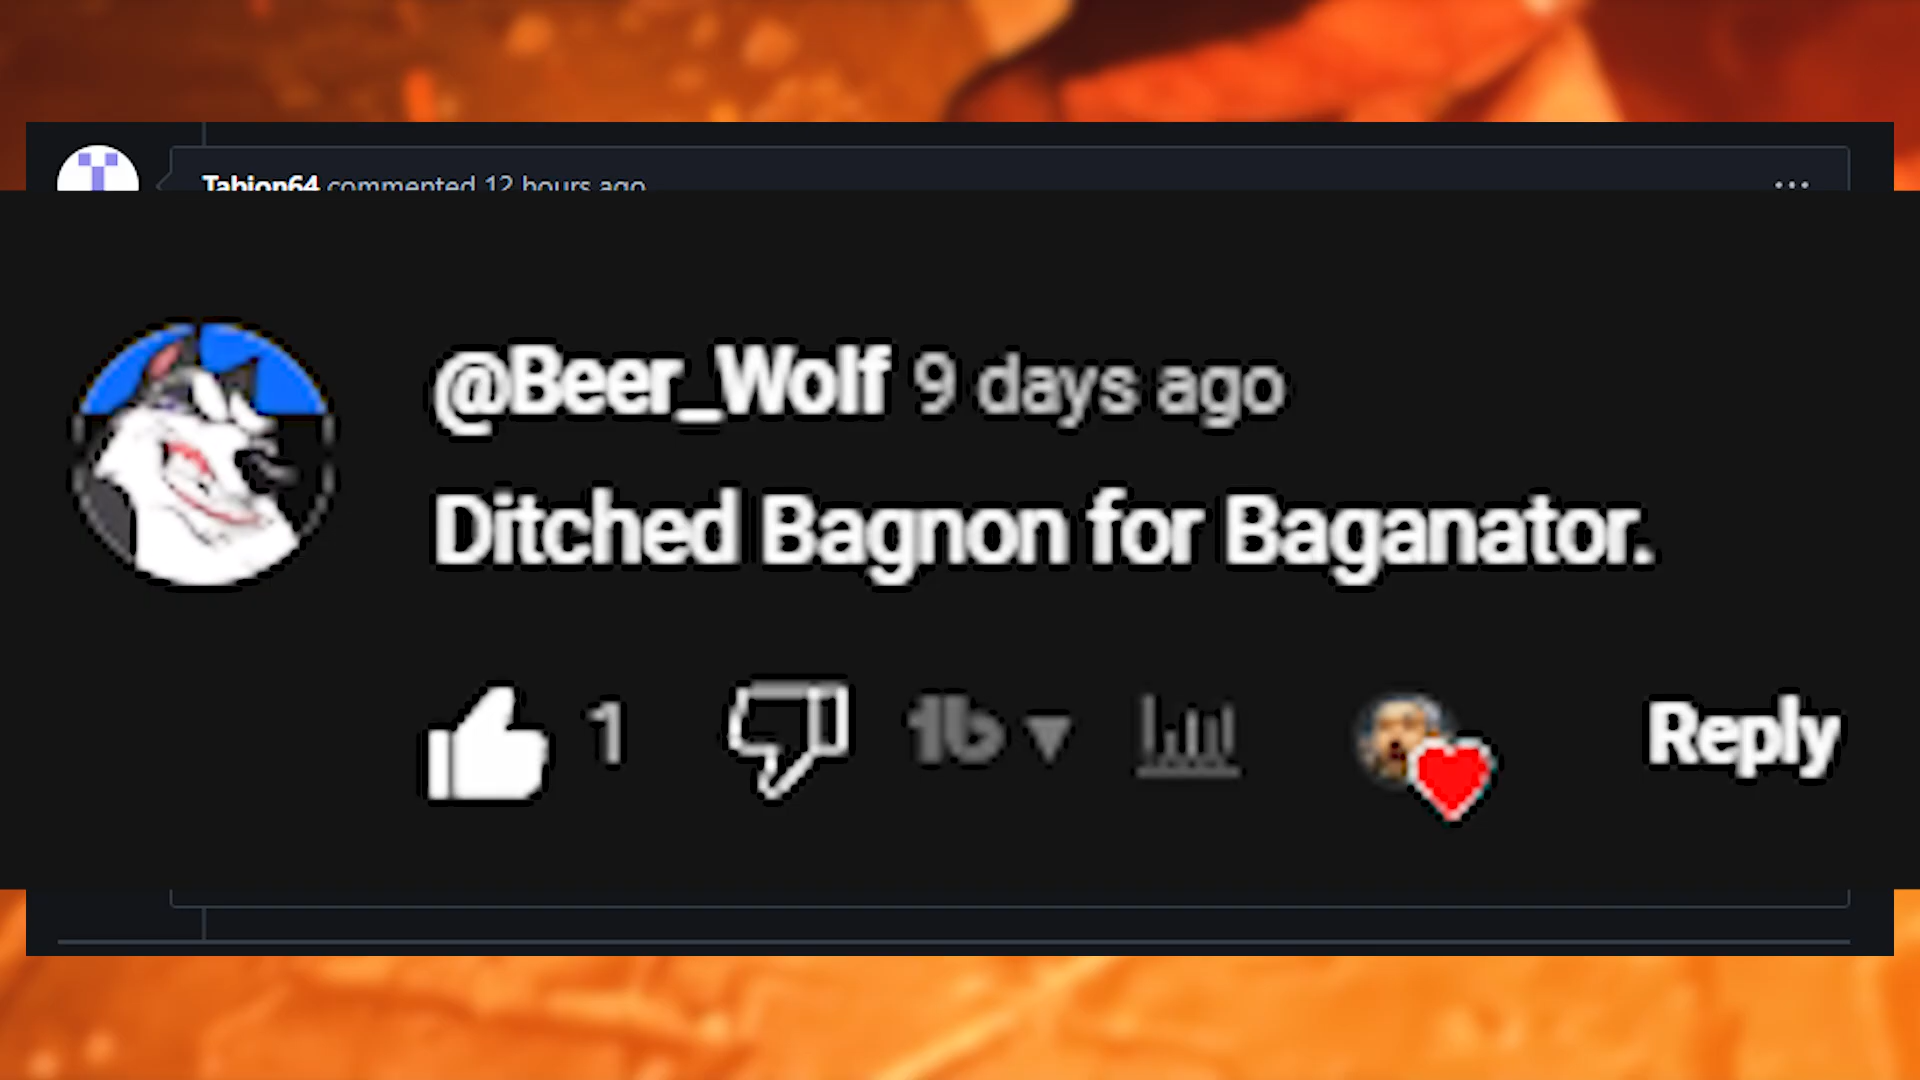 Tabion64 commented 12 hours ago
@Beer_Wolf 9 days ago
Ditched Bagnon for Baganator.
1
Reply